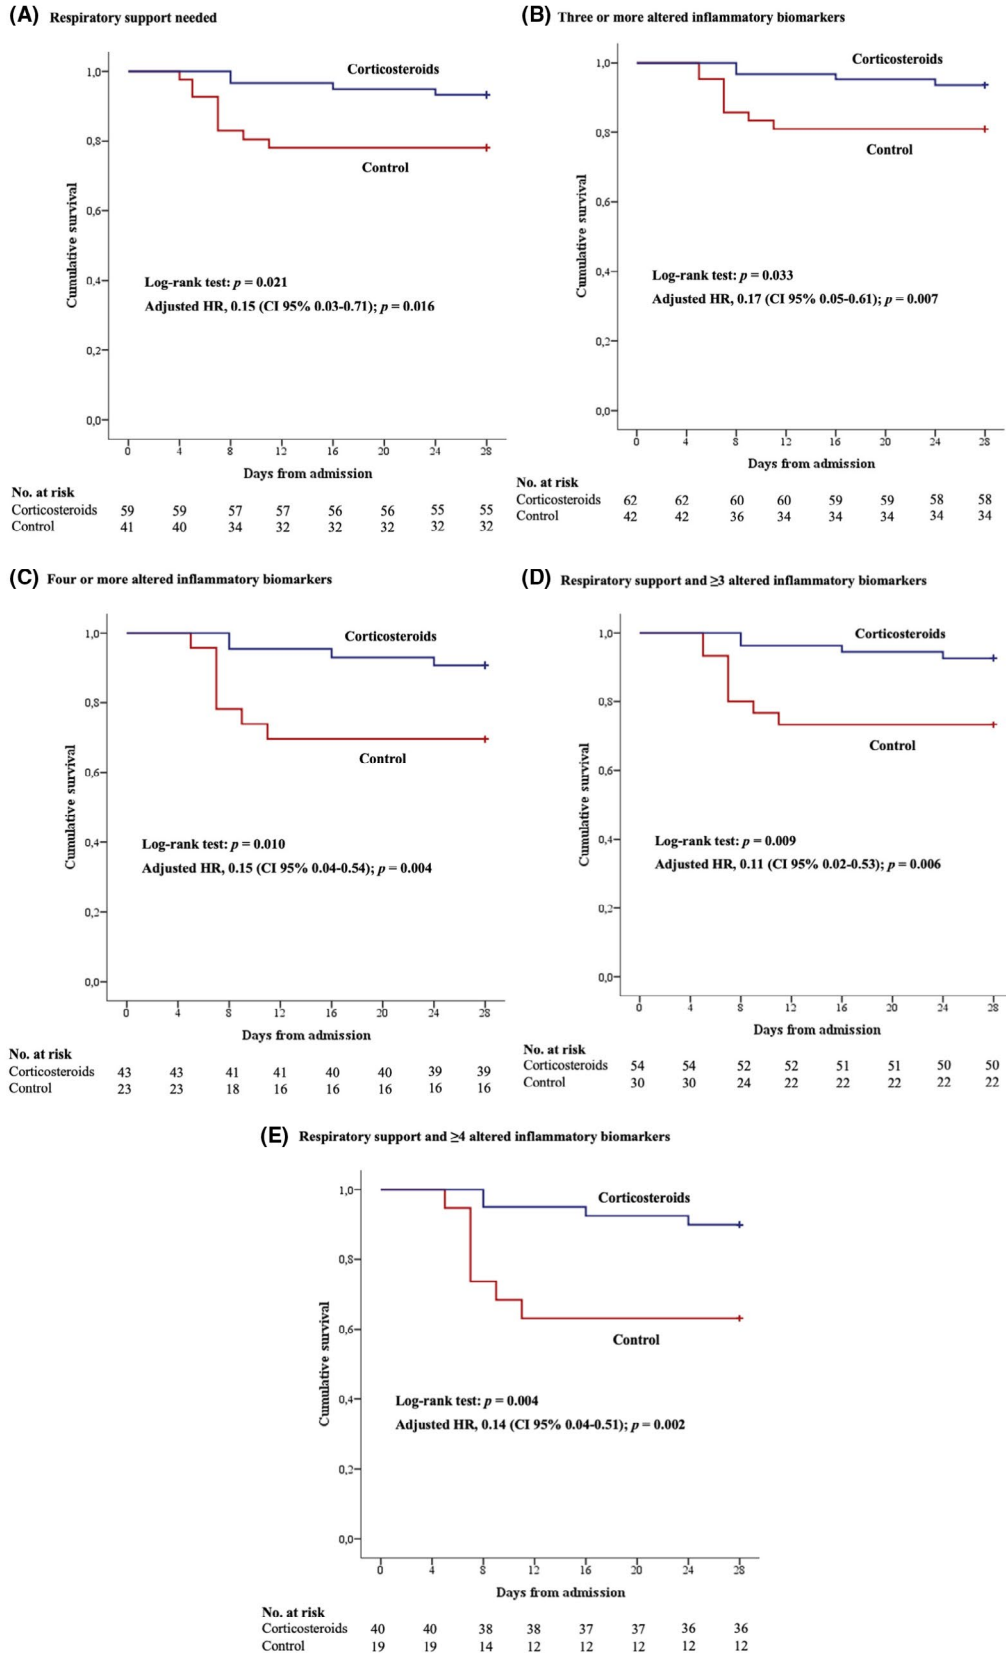 (A) Respiratory support needed
Cumulative survival
1,0
0,8
0,6
0,4
0,2
0,0
Corticosteroids
Control
Log-rank test: p = 0.021
Adjusted HR, 0.15 (CI 95% 0.03-0.71); p = 0.016
0 4 8 12 16 20 24 28
Days from admission
No. at risk
Corticosteroids 59 59 57 57 56 56 55 55
Control 41 40 34 32 32 32 32 32
(B) Three or more altered inflammatory biomarkers
Cumulative survival
1,0
0,8
0,6
0,4
0,2
0,0
Corticosteroids
Control
Log-rank test: p = 0.033
Adjusted HR, 0.17 (CI 95% 0.05-0.61); p = 0.007
0 4 8 12 16 20 24 28
Days from admission
No. at risk
Corticosteroids 62 62 60 60 59 59 58 58
Control 42 42 36 34 34 34 34 34
(C) Four or more altered inflammatory biomarkers
Cumulative survival
1,0
0,8
0,6
0,4
0,2
0,0
Corticosteroids
Control
Log-rank test: p = 0.010
Adjusted HR, 0.15 (CI 95% 0.04-0.54); p = 0.004
0 4 8 12 16 20 24 28
Days from admission
No. at risk
Corticosteroids 43 43 41 41 40 40 39 39
Control 23 23 18 16 16 16 16 16
(D) Respiratory support and ≥3 altered inflammatory biomarkers
Cumulative survival
1,0
0,8
0,6
0,4
0,2
0,0
Corticosteroids
Control
Log-rank test: p = 0.009
Adjusted HR, 0.11 (CI 95% 0.02-0.53); p = 0.006
0 4 8 12 16 20 24 28
Days from admission
No. at risk
Corticosteroids 54 54 52 52 51 51 50 50
Control 30 30 24 22 22 22 22 22
(E) Respiratory support and ≥4 altered inflammatory biomarkers
Cumulative survival
1,0
0,8
0,6
0,4
0,2
0,0
Corticosteroids
Control
Log-rank test: p = 0.004
Adjusted HR, 0.14 (CI 95% 0.04-0.51); p = 0.002
0 4 8 12 16 20 24 28
Days from admission
No. at risk
Corticosteroids 40 40 38 38 37 37 36 36
Control 19 19 14 12 12 12 12 12